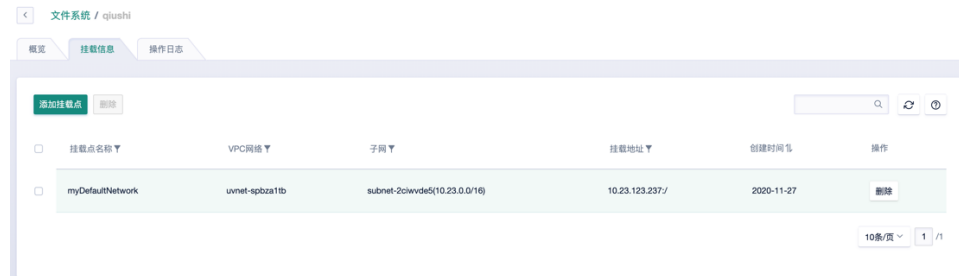 文件系统 / qiushi
概览 挂载信息 操作日志
添加挂载点 删除
挂载点名称 VPC网络 子网 挂载地址 创建时间 操作
myDefaultNetwork uvnet-spbza1tb subnet-2ciwvde5(10.23.0.0/16) 10.23.123.237:/ 2020-11-27 删除
10条/页 1 /1